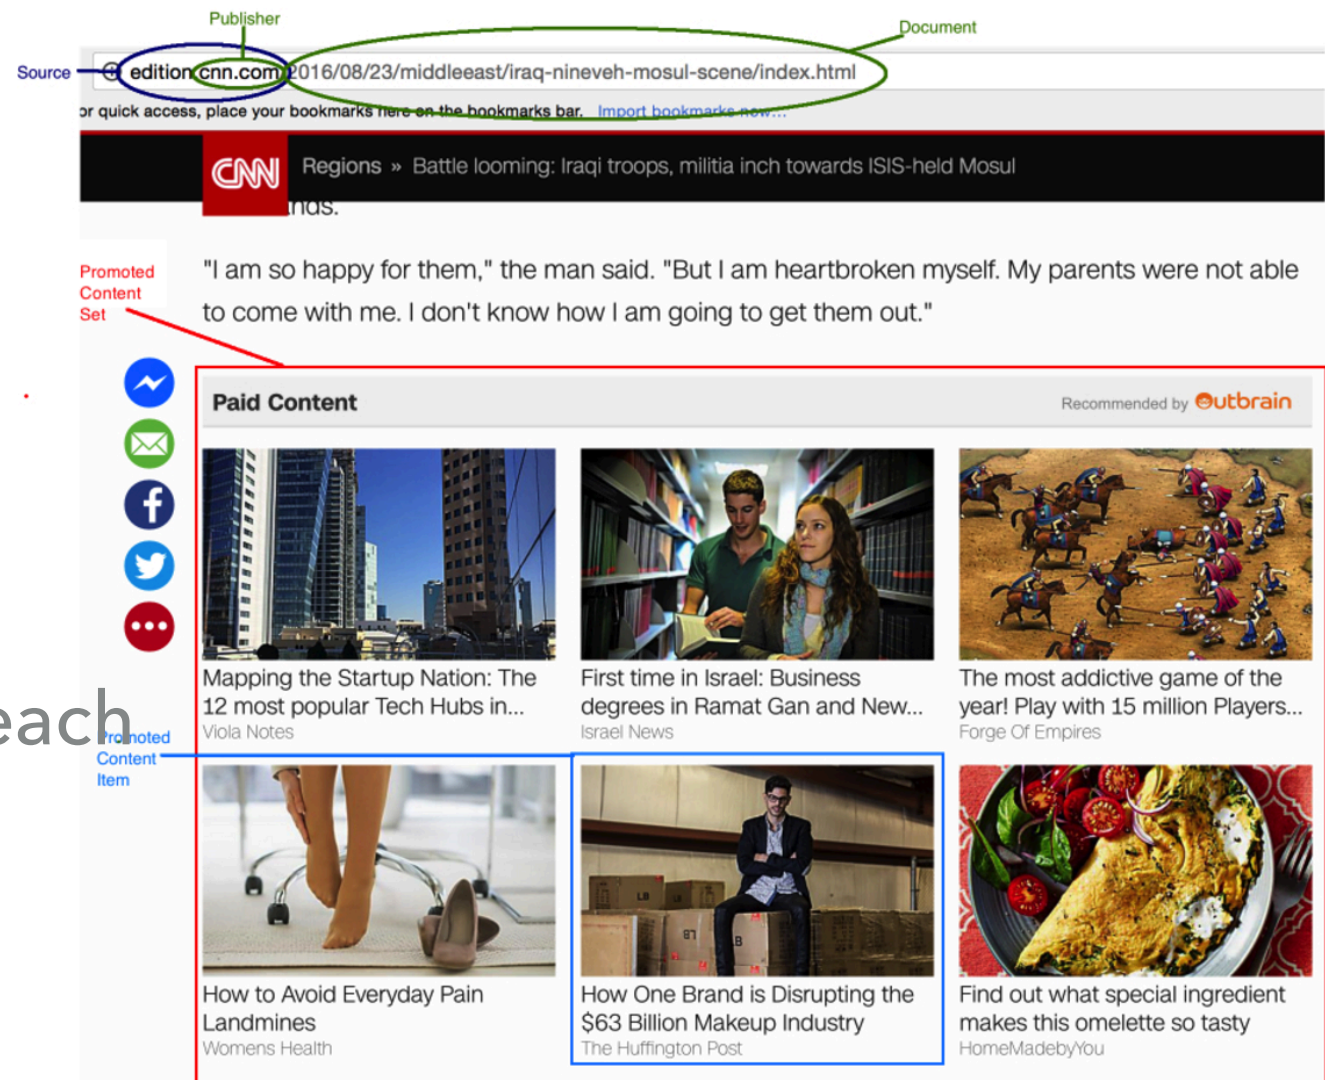 Publisher
Document
Source
edition.cnn.com/2016/08/23/middleeast/iraq-nineveh-mosul-scene/index.html
or quick access, place your bookmarks here on the bookmarks bar. Import bookmarks now...
CNN
Regions » Battle looming: Iraqi troops, militia inch towards ISIS-held Mosul
nds.
"I am so happy for them," the man said. "But I am heartbroken myself. My parents were not able
to come with me. I don't know how I am going to get them out."
Promoted
Content
Set
Paid Content
Recommended by Outbrain
Mapping the Startup Nation: The
12 most popular Tech Hubs in...
Viola Notes
First time in Israel: Business
degrees in Ramat Gan and New...
Israel News
The most addictive game of the
year! Play with 15 million Players...
Forge Of Empires
each
Promoted
Content
Item
How to Avoid Everyday Pain
Landmines
Womens Health
LB
LB
How One Brand is Disrupting the
$63 Billion Makeup Industry
The Huffington Post
Find out what special ingredient
makes this omelette so tasty
HomeMadebyYou